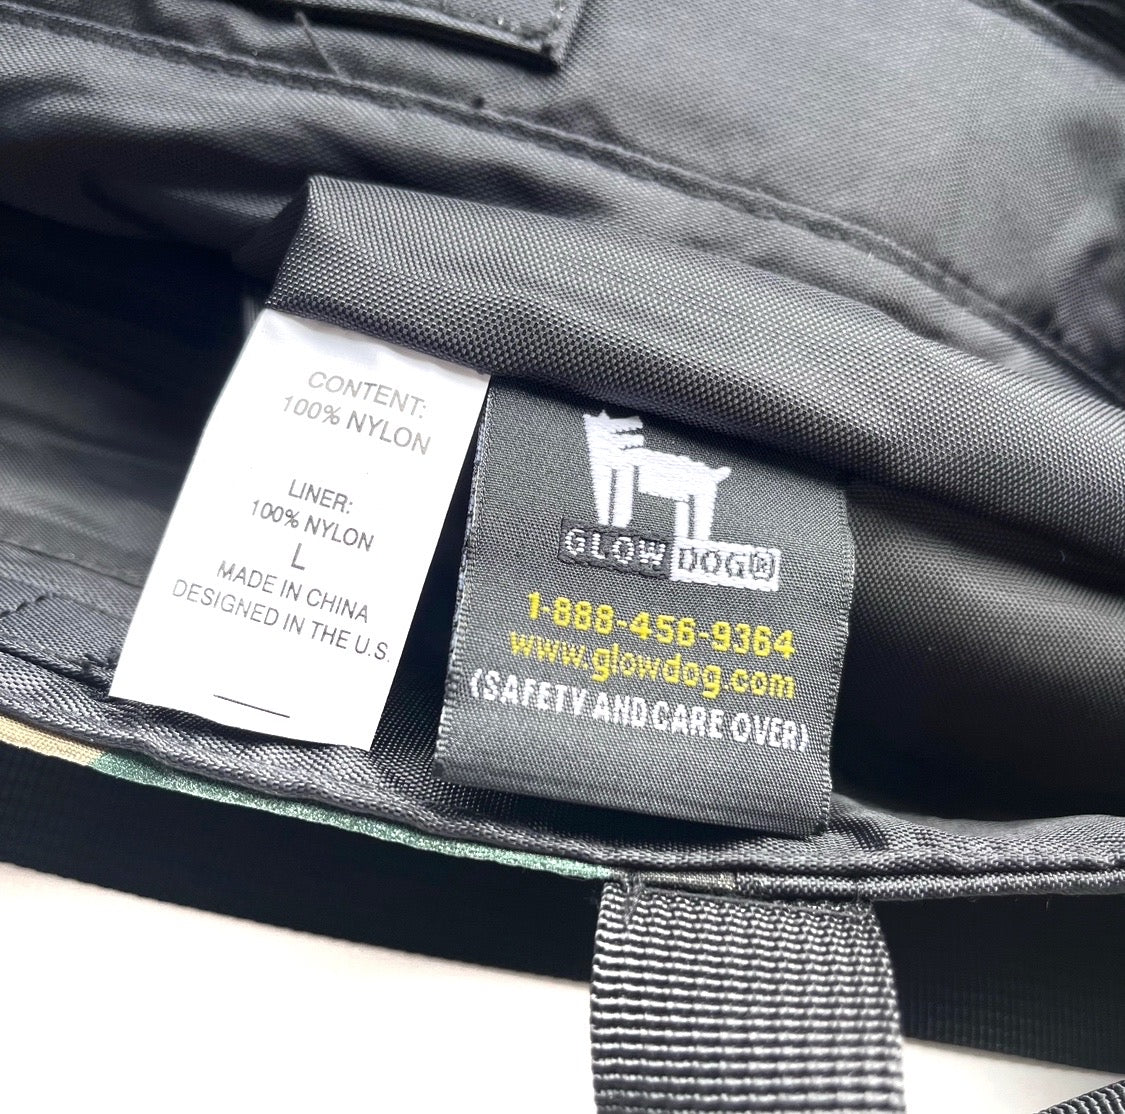 CONTENT:
100% NYLON
LINER:
100% NYLON
L
MADE IN CHINA
DESIGNED IN THE U.S.
GLOW DOG®
1-888-456-9364
www.glowdog.com
(SAFETY AND CARE OVER)